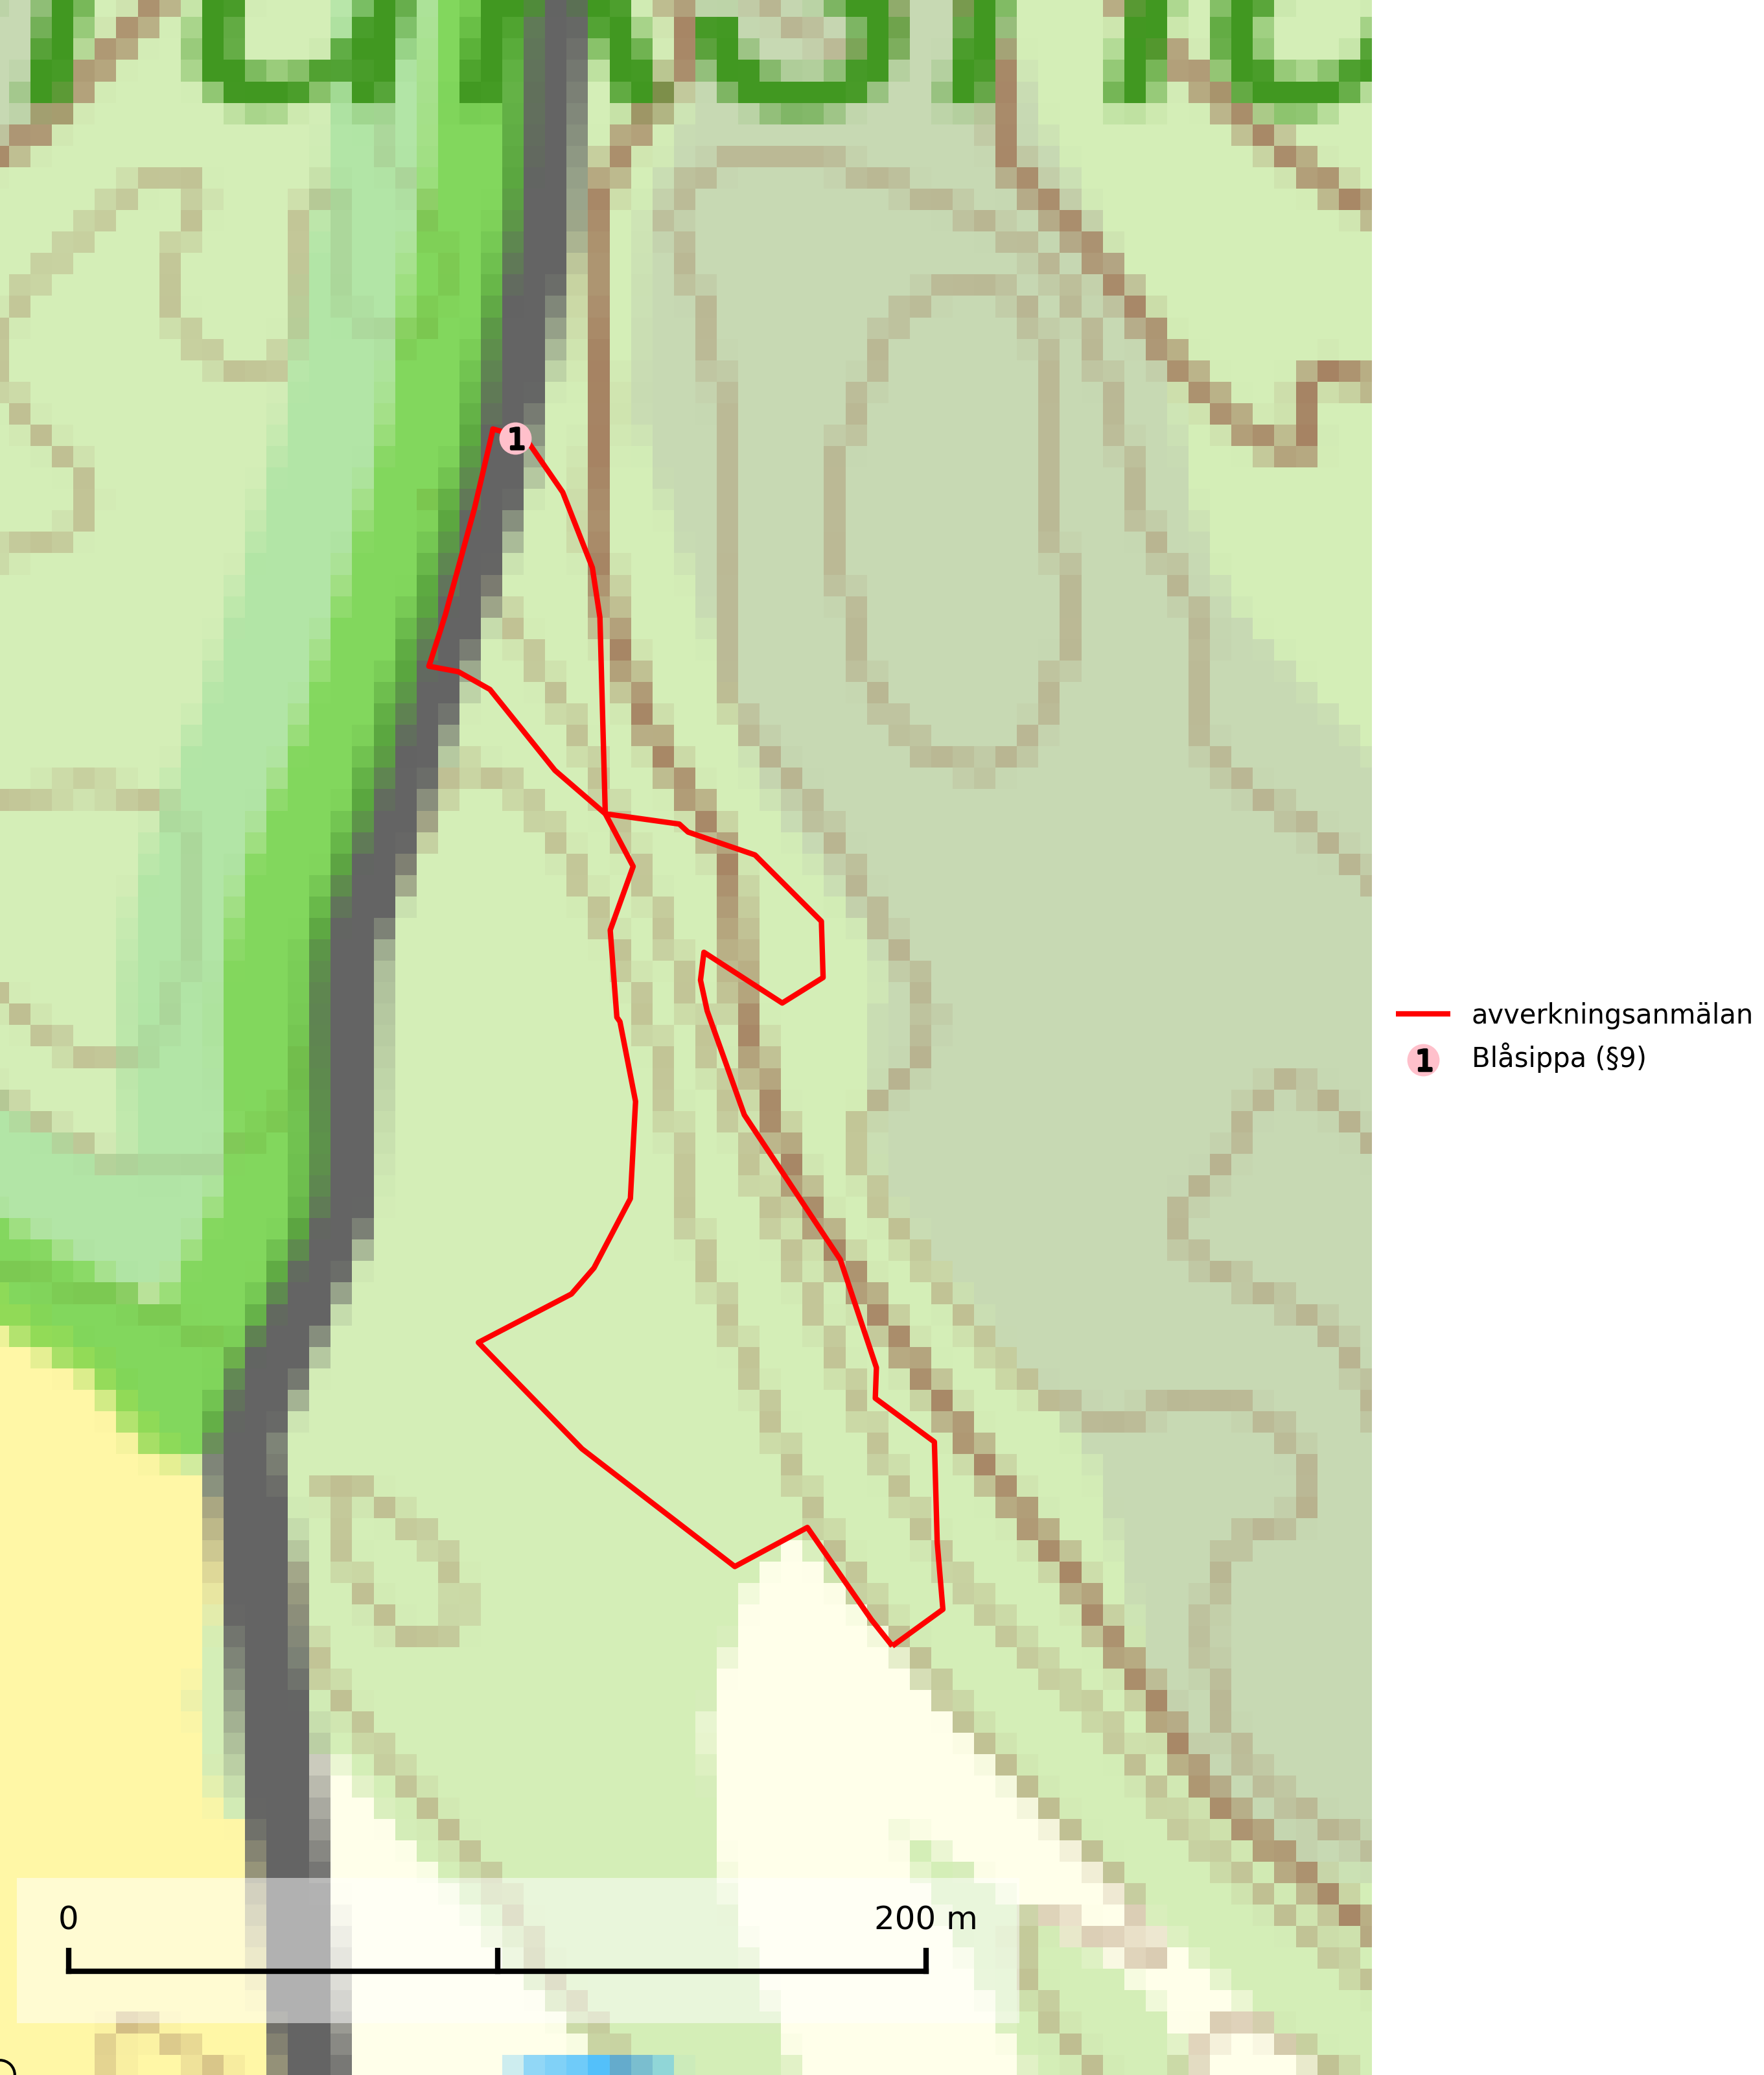 1
avverkningsanmälan
1 Blåsippa (§9)
0 200 m